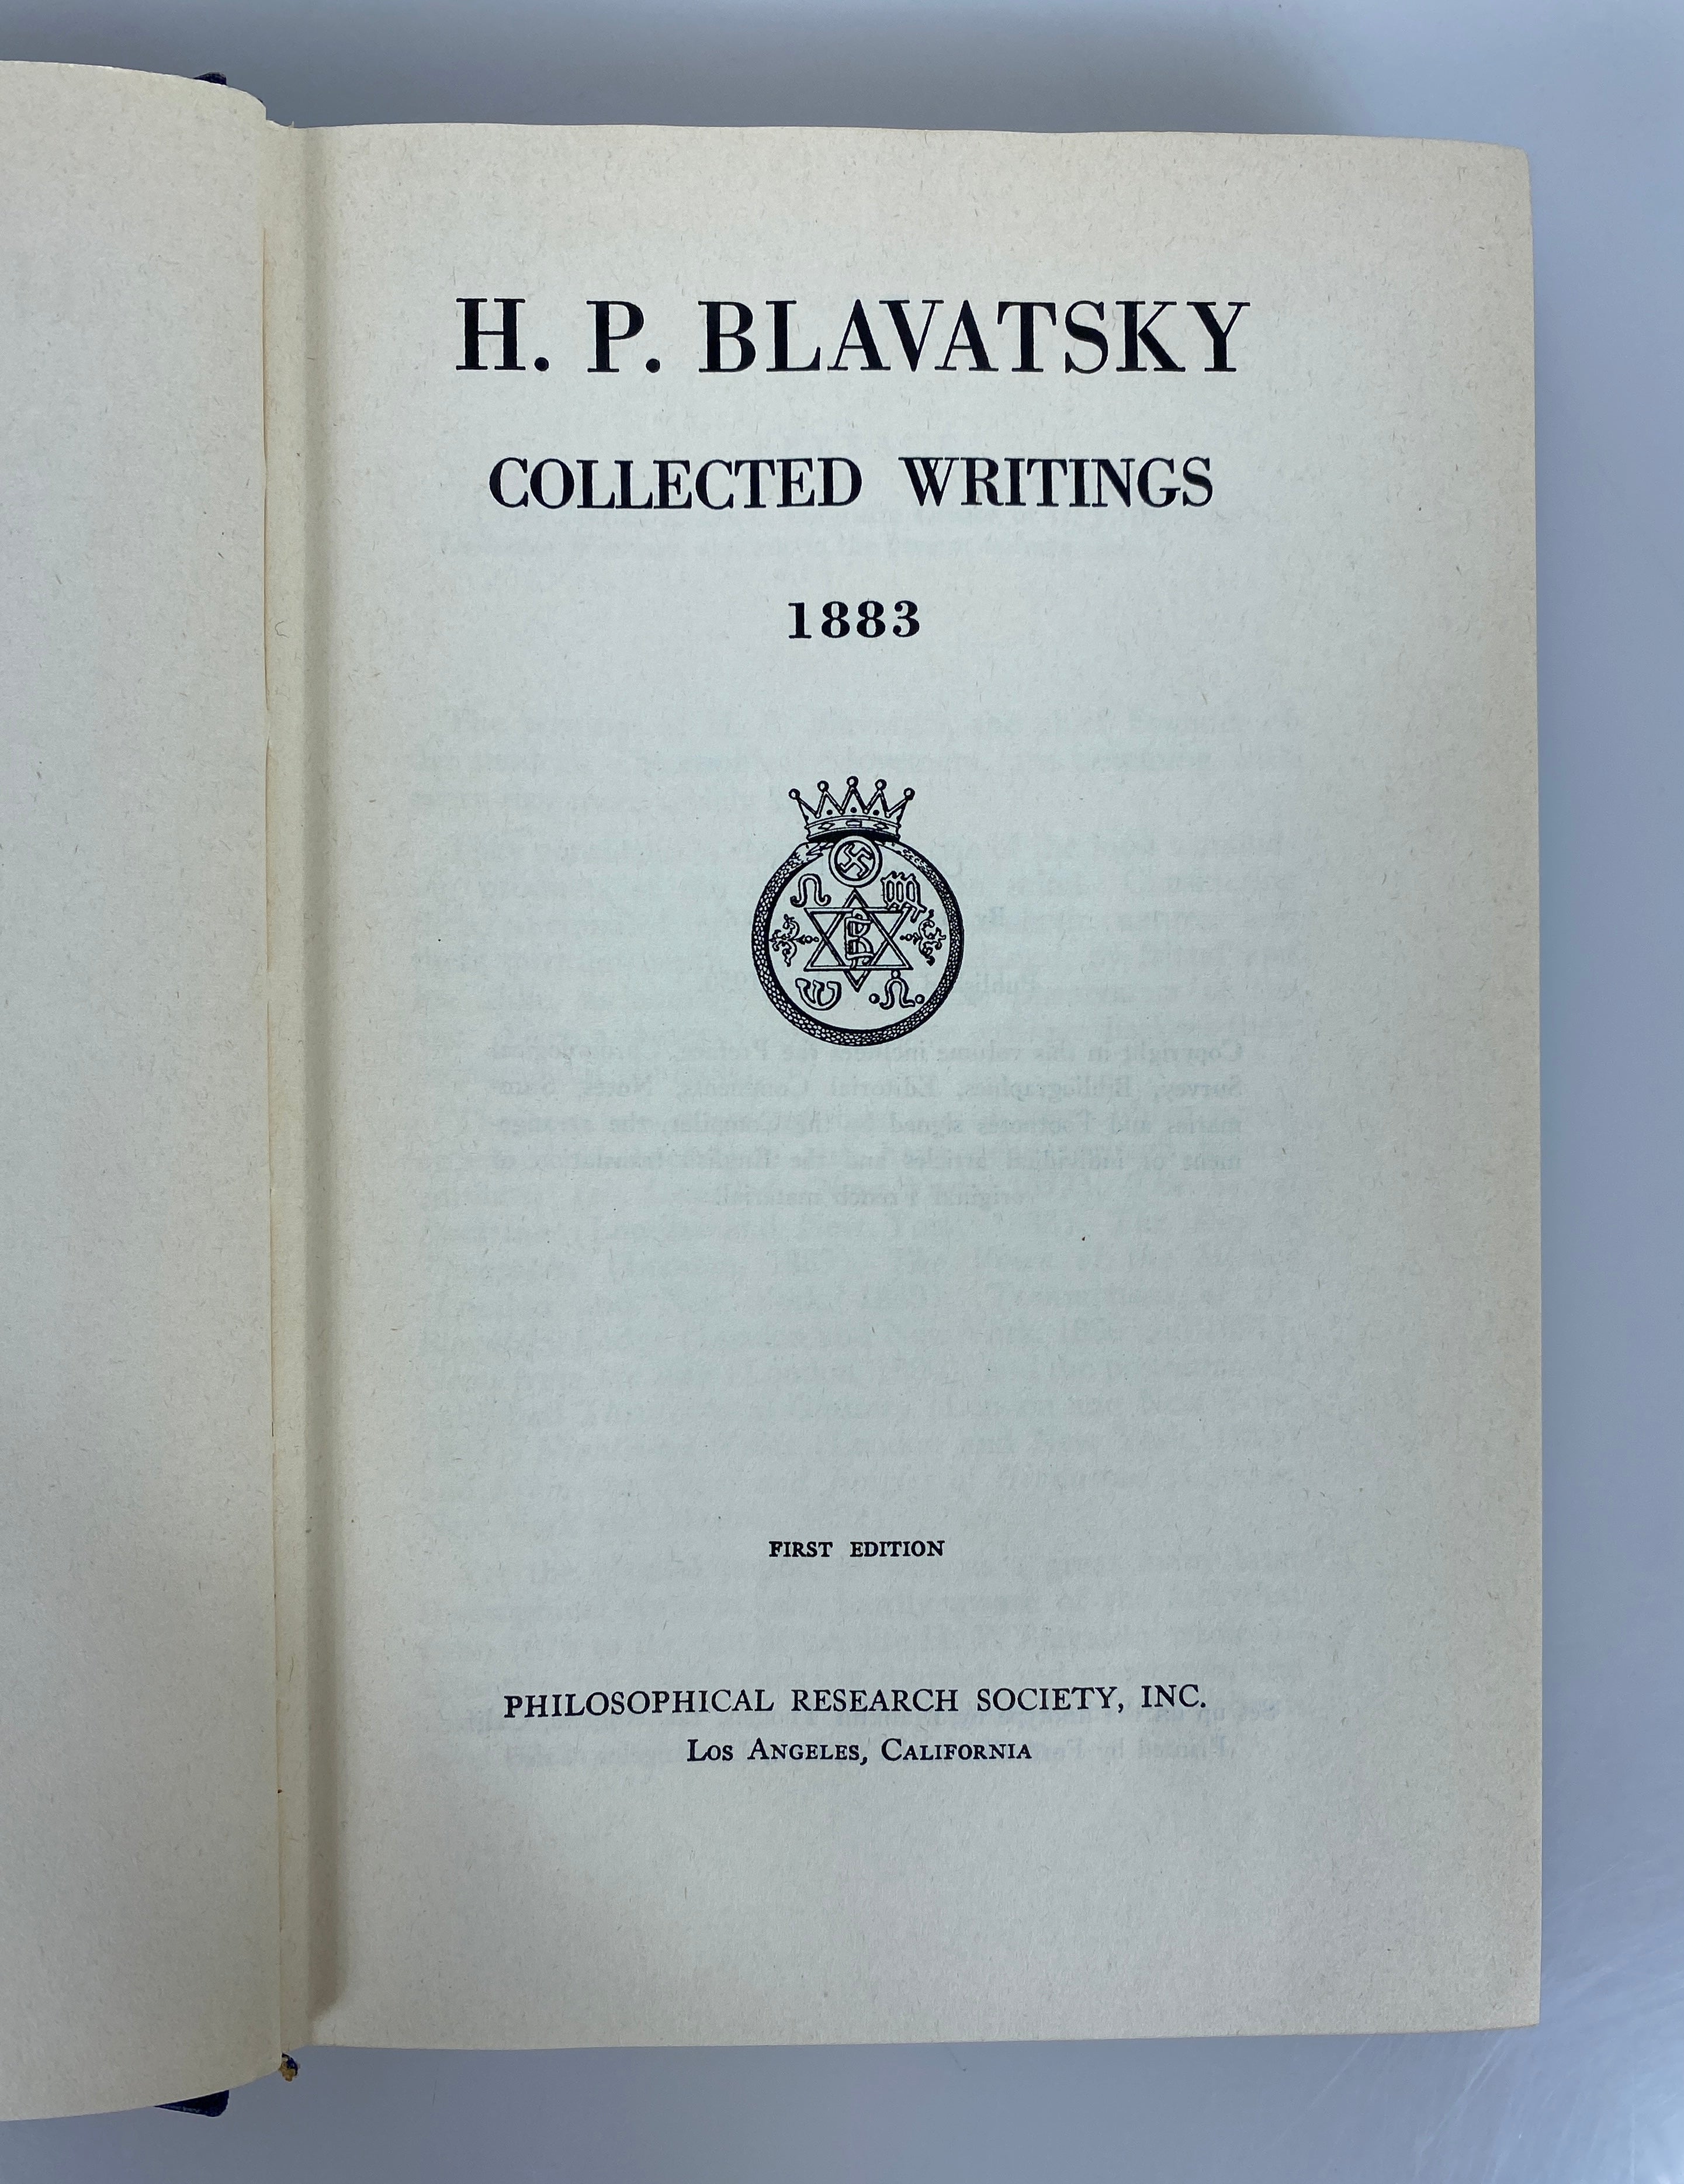 H. P. BLAVATSKY
COLLECTED WRITINGS
1883
FIRST EDITION
PHILOSOPHICAL RESEARCH SOCIETY, INC.
LOS ANGELES, CALIFORNIA